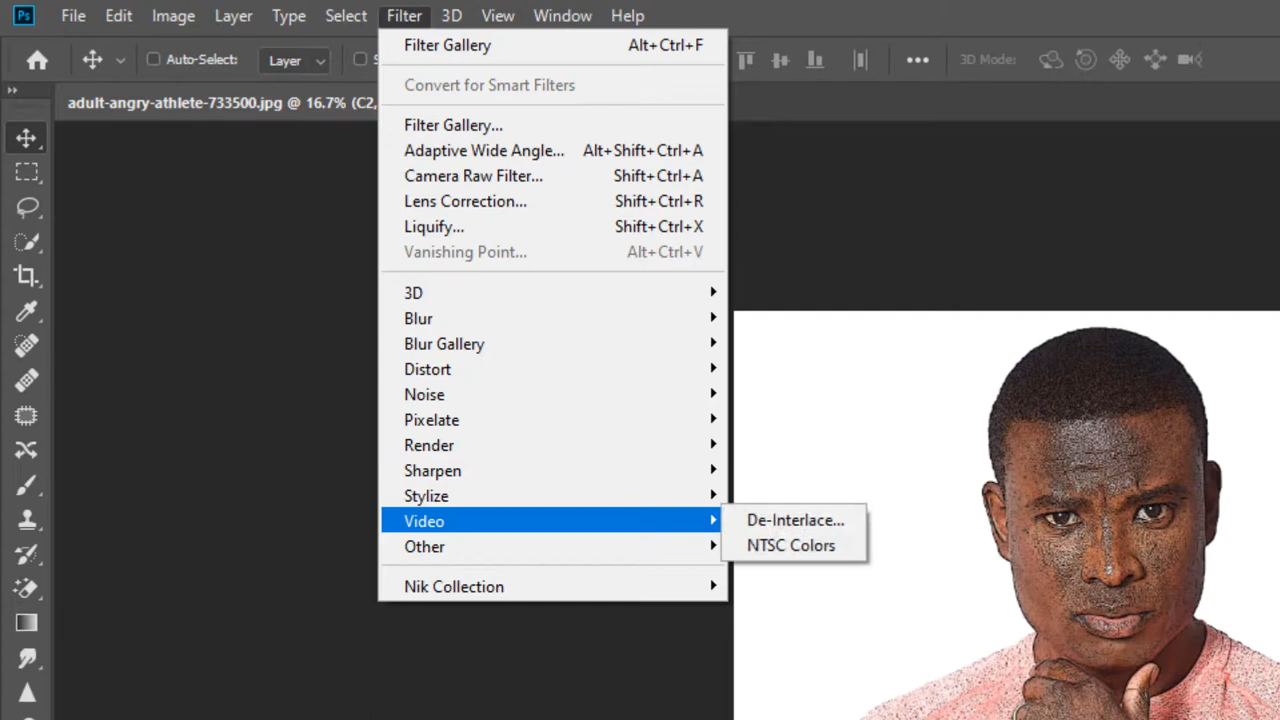 Ps File Edit Image Layer Type Select Filter 3D View Window Help
Auto-Select: Layer 3D Mode:
adult-angry-athlete-733500.jpg @ 16.7% (C2,
Filter Gallery Alt+Ctrl+F
Convert for Smart Filters
Filter Gallery...
Adaptive Wide Angle... Alt+Shift+Ctrl+A
Camera Raw Filter... Shift+Ctrl+A
Lens Correction... Shift+Ctrl+R
Liquify... Shift+Ctrl+X
Vanishing Point... Alt+Ctrl+V
3D
Blur
Blur Gallery
Distort
Noise
Pixelate
Render
Sharpen
Stylize
Video
De-Interlace...
NTSC Colors
Other
Nik Collection